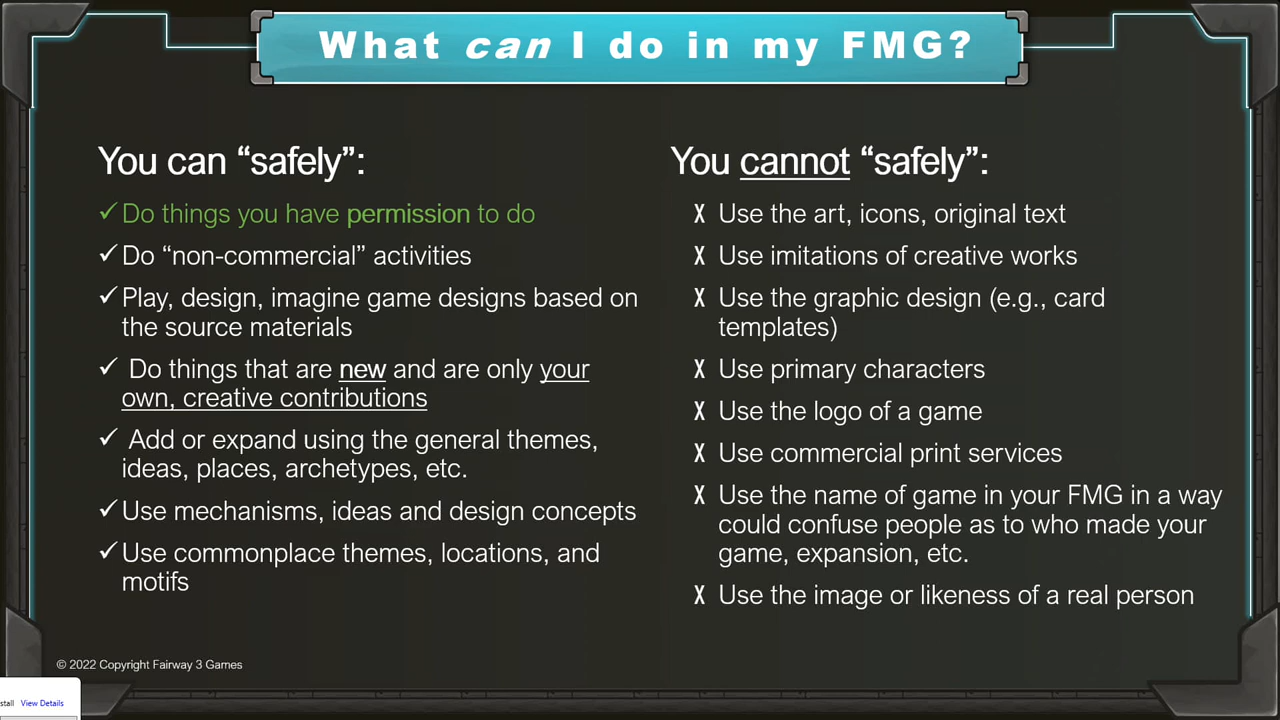 What can I do in my FMG?
You can “safely”:
✓Do things you have permission to do
✓Do “non-commercial” activities
✓Play, design, imagine game designs based on
the source materials
✓ Do things that are new and are only your
own, creative contributions
✓ Add or expand using the general themes,
ideas, places, archetypes, etc.
✓Use mechanisms, ideas and design concepts
✓Use commonplace themes, locations, and
motifs
You cannot “safely”:
X Use the art, icons, original text
X Use imitations of creative works
X Use the graphic design (e.g., card
templates)
X Use primary characters
X Use the logo of a game
X Use commercial print services
X Use the name of game in your FMG in a way
could confuse people as to who made your
game, expansion, etc.
X Use the image or likeness of a real person
© 2022 Copyright Fairway 3 Games
stall View Details